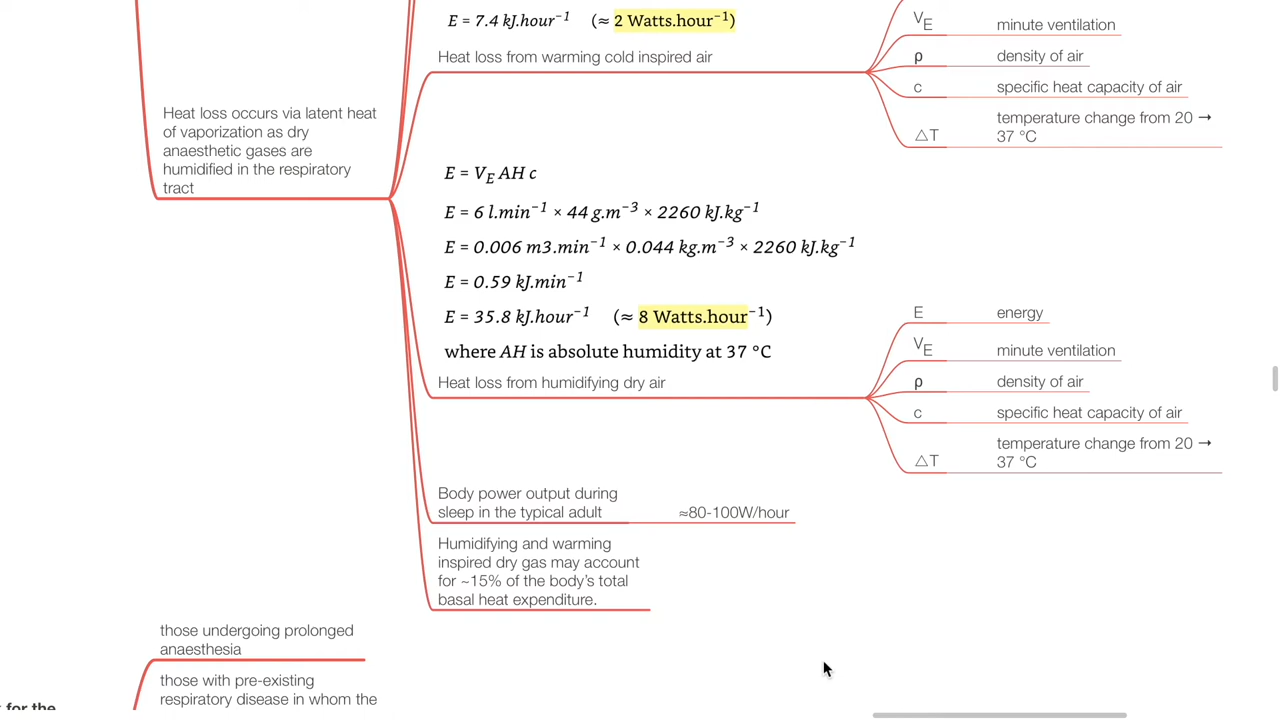 E = 7.4 kJ.hour⁻¹ (≈ 2 Watts.hour⁻¹)
Heat loss from warming cold inspired air
V_E minute ventilation
ρ density of air
c specific heat capacity of air
△T temperature change from 20 →
37 °C
Heat loss occurs via latent heat
of vaporization as dry
anaesthetic gases are
humidified in the respiratory
tract
E = V_E AH c
E = 6 l.min⁻¹ × 44 g.m⁻³ × 2260 kJ.kg⁻¹
E = 0.006 m3.min⁻¹ × 0.044 kg.m⁻³ × 2260 kJ.kg⁻¹
E = 0.59 kJ.min⁻¹
E = 35.8 kJ.hour⁻¹ (≈ 8 Watts.hour⁻¹)
where AH is absolute humidity at 37 °C
Heat loss from humidifying dry air
E energy
V_E minute ventilation
ρ density of air
c specific heat capacity of air
△T temperature change from 20 →
37 °C
Body power output during
sleep in the typical adult ≈80-100W/hour
Humidifying and warming
inspired dry gas may account
for ~15% of the body's total
basal heat expenditure.
those undergoing prolonged
anaesthesia
those with pre-existing
respiratory disease in whom the
for the